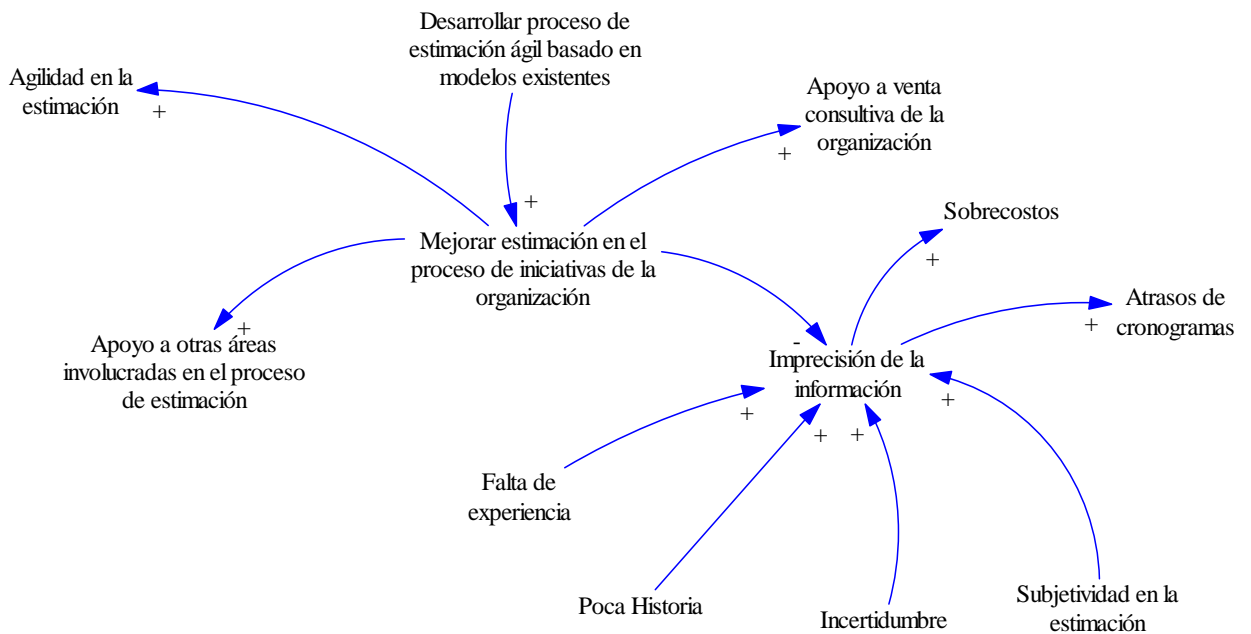 Desarrollar proceso de
estimación ágil basado en
modelos existentes
Agilidad en la
estimación
+
Apoyo a venta
consultiva de la
organización
+
+
Sobrecostos
+
Mejorar estimación en el
proceso de iniciativas de la
organización
Atrasos de
cronogramas
+
+
Apoyo a otras áreas
involucradas en el proceso
de estimación
-
Imprecisión de la
información
+
+
+
+
Falta de
experiencia
Poca Historia
Incertidumbre
Subjetividad en la
estimación